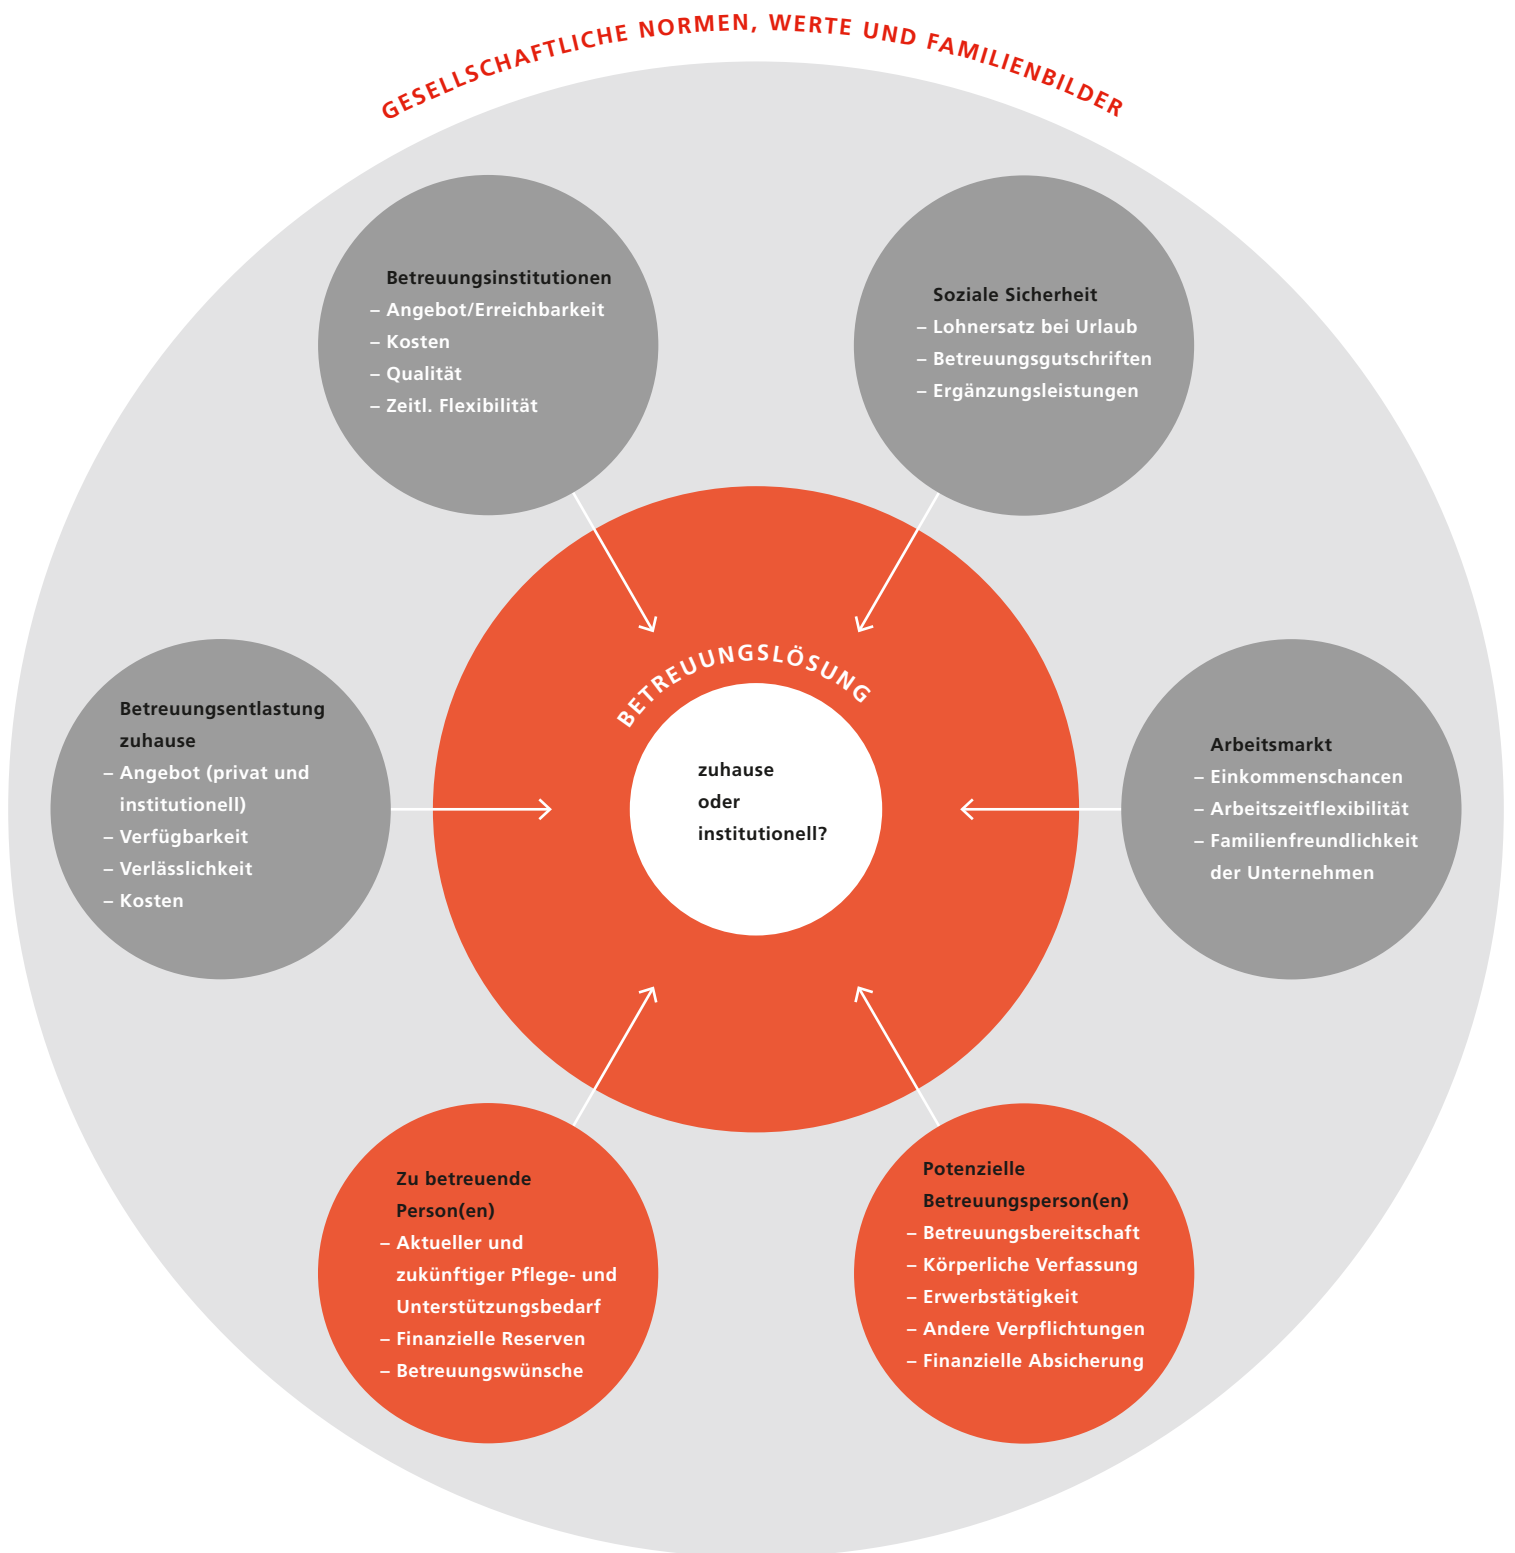 GESELLSCHAFTLICHE NORMEN, WERTE UND FAMILIENBILDER
Betreuungsinstitutionen
– Angebot/Erreichbarkeit
– Kosten
– Qualität
– Zeitl. Flexibilität
Soziale Sicherheit
– Lohnersatz bei Urlaub
– Betreuungsgutschriften
– Ergänzungsleistungen
Betreuungsentlastung
zuhause
– Angebot (privat und
institutionell)
– Verfügbarkeit
– Verlässlichkeit
– Kosten
BETREUUNGSLÖSUNG
zuhause
oder
institutionell?
Arbeitsmarkt
– Einkommenschancen
– Arbeitszeitflexibilität
– Familienfreundlichkeit
der Unternehmen
Zu betreuende
Person(en)
– Aktueller und
zukünftiger Pflege- und
Unterstützungsbedarf
– Finanzielle Reserven
– Betreuungswünsche
Potenzielle
Betreuungsperson(en)
– Betreuungsbereitschaft
– Körperliche Verfassung
– Erwerbstätigkeit
– Andere Verpflichtungen
– Finanzielle Absicherung